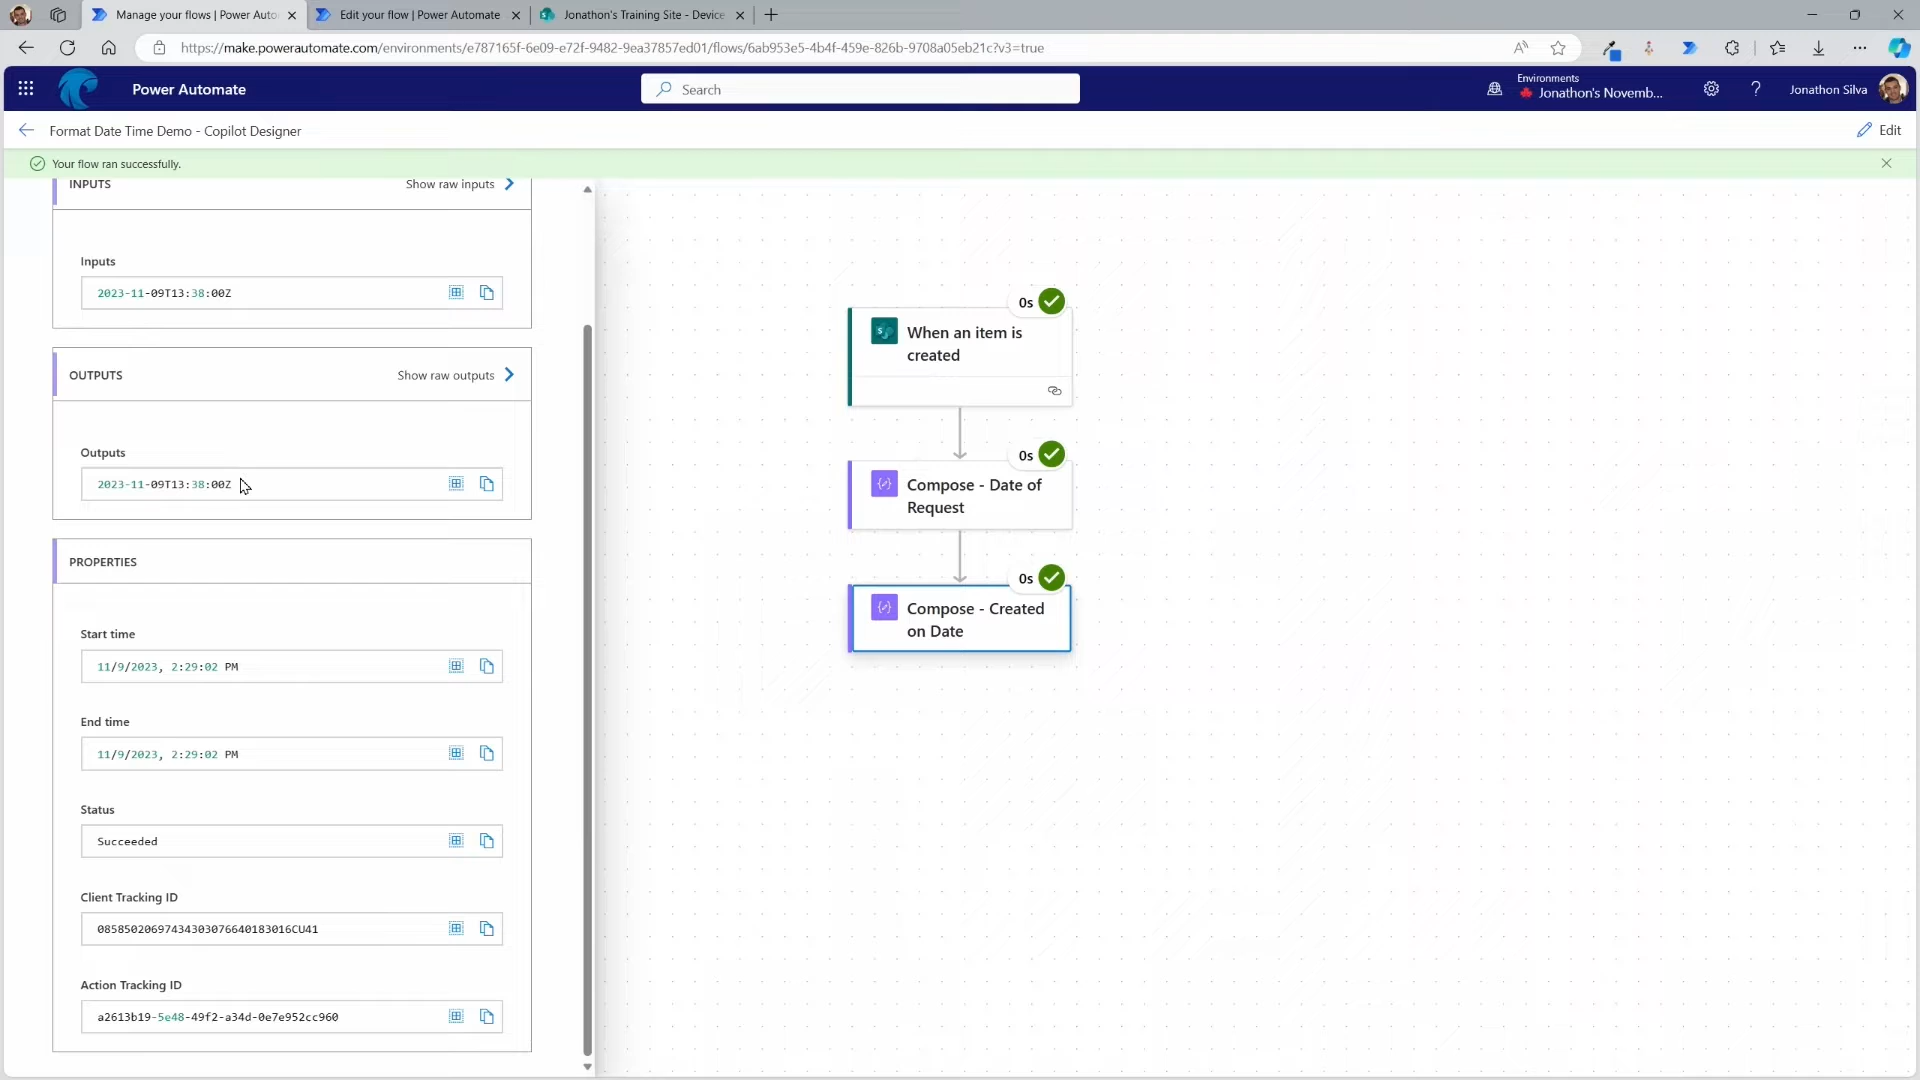 Manage your flows | Power Auto
Edit your flow | Power Automate
Jonathon's Training Site - Device
https://make.powerautomate.com/environments/e787165f-6e09-e72f-9482-9ea37857ed01/flows/6ab953e5-4b4f-459e-826b-9708a05eb21c?v3=true
Power Automate
Search
Environments
Jonathon's Novemb...
?
Jonathon Silva
Format Date Time Demo - Copilot Designer
Edit
Your flow ran successfully.
INPUTS
Show raw inputs
Inputs
2023-11-09T13:38:00Z
OUTPUTS
Show raw outputs
Outputs
2023-11-09T13:38:00Z
PROPERTIES
Start time
11/9/2023, 2:29:02 PM
End time
11/9/2023, 2:29:02 PM
Status
Succeeded
Client Tracking ID
08585020697434303076640183016CU41
Action Tracking ID
a2613b19-5e48-49f2-a34d-0e7e952cc960
0s
When an item is
created
0s
Compose - Date of
Request
0s
Compose - Created
on Date